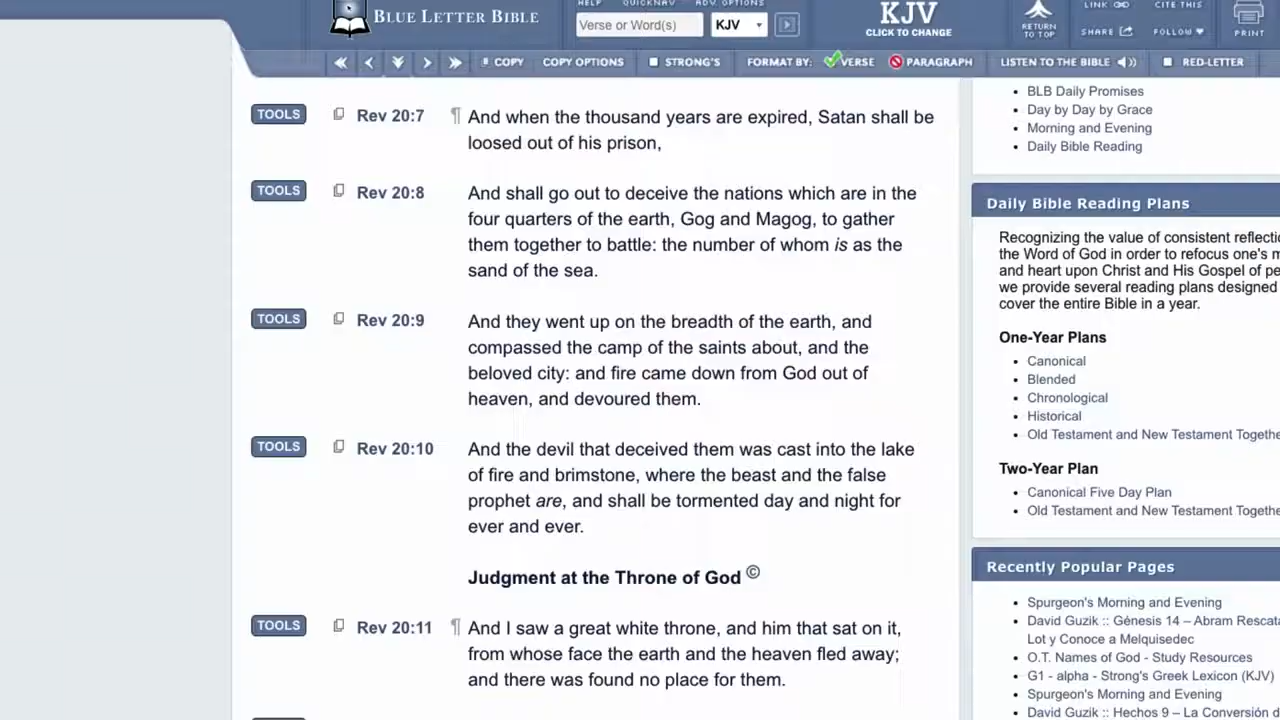 HELP QUICKNAV ADV. OPTIONS
BLUE LETTER BIBLE
Verse or Word(s)
KJV
KJV
CLICK TO CHANGE
RETURN
TO TOP
LINK
CITE THIS
SHARE
FOLLOW
PRINT
COPY
COPY OPTIONS
STRONG'S
FORMAT BY:
VERSE
PARAGRAPH
LISTEN TO THE BIBLE
RED-LETTER
TOOLS Rev 20:7 ¶ And when the thousand years are expired, Satan shall be
loosed out of his prison,
TOOLS Rev 20:8 And shall go out to deceive the nations which are in the
four quarters of the earth, Gog and Magog, to gather
them together to battle: the number of whom is as the
sand of the sea.
TOOLS Rev 20:9 And they went up on the breadth of the earth, and
compassed the camp of the saints about, and the
beloved city: and fire came down from God out of
heaven, and devoured them.
TOOLS Rev 20:10 And the devil that deceived them was cast into the lake
of fire and brimstone, where the beast and the false
prophet are, and shall be tormented day and night for
ever and ever.
Judgment at the Throne of God ©
TOOLS Rev 20:11 ¶ And I saw a great white throne, and him that sat on it,
from whose face the earth and the heaven fled away;
and there was found no place for them.
BLB Daily Promises
Day by Day by Grace
Morning and Evening
Daily Bible Reading
Daily Bible Reading Plans
Recognizing the value of consistent reflecti
the Word of God in order to refocus one's m
and heart upon Christ and His Gospel of pe
we provide several reading plans designed
cover the entire Bible in a year.
One-Year Plans
Canonical
Blended
Chronological
Historical
Old Testament and New Testament Togethe
Two-Year Plan
Canonical Five Day Plan
Old Testament and New Testament Togethe
Recently Popular Pages
Spurgeon's Morning and Evening
David Guzik :: Génesis 14 – Abram Rescata
Lot y Conoce a Melquisedec
O.T. Names of God - Study Resources
G1 - alpha - Strong's Greek Lexicon (KJV)
Spurgeon's Morning and Evening
David Guzik :: Hechos 9 – La Conversión d